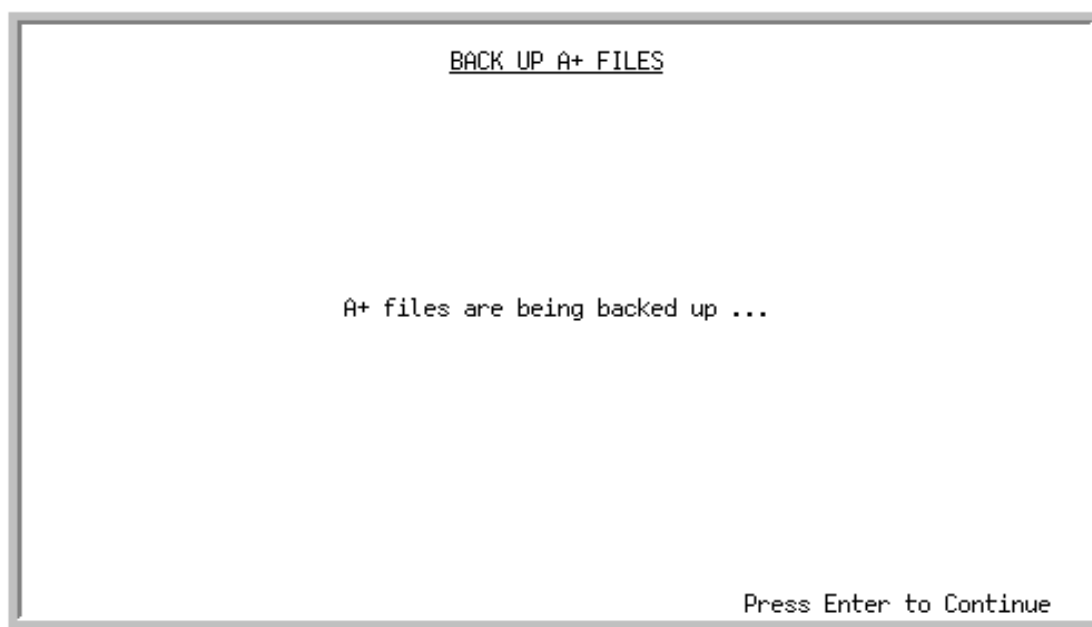 BACK UP A+ FILES
A+ files are being backed up ...
Press Enter to Continue